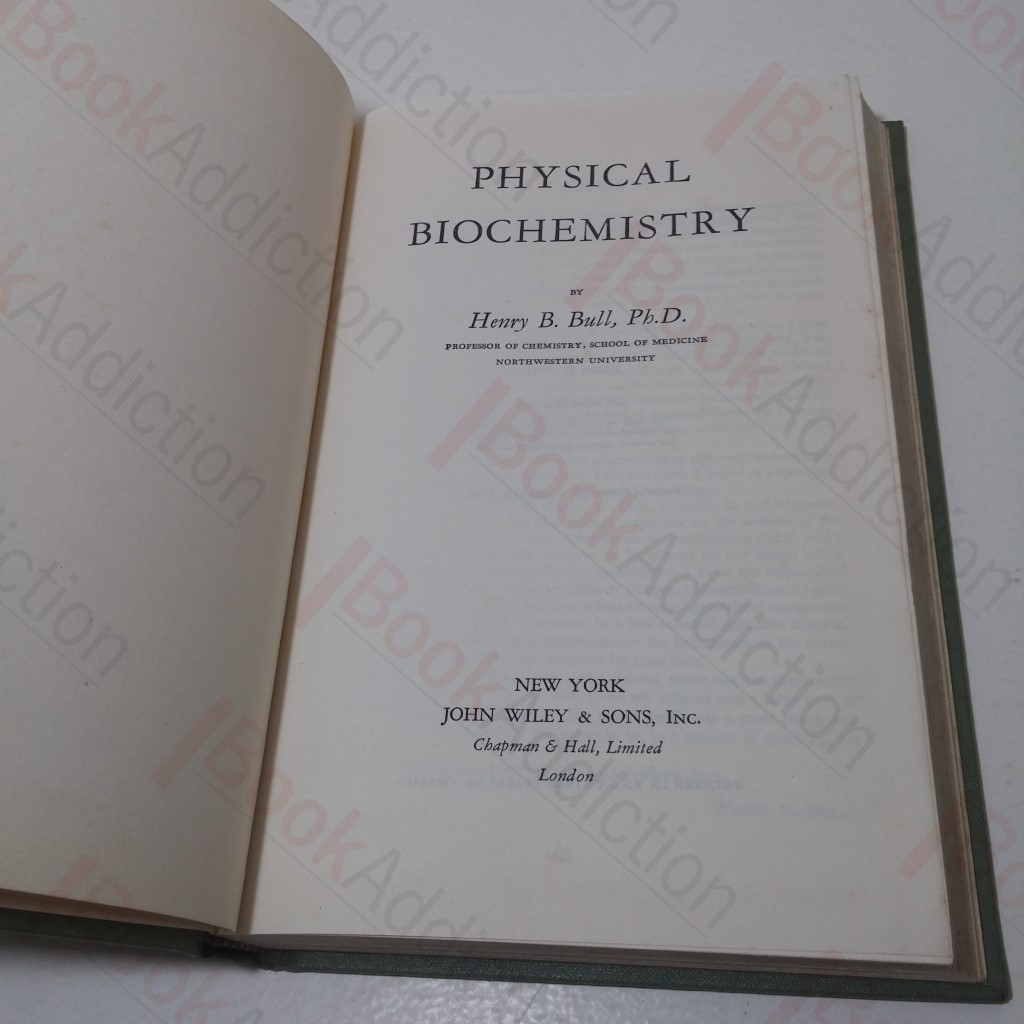 PHYSICAL
BIOCHEMISTRY
BY
Henry B. Bull, Ph.D.
PROFESSOR OF CHEMISTRY, SCHOOL OF MEDICINE
NORTHWESTERN UNIVERSITY
NEW YORK
JOHN WILEY & SONS, INC.
Chapman & Hall, Limited
London
BookAddiction